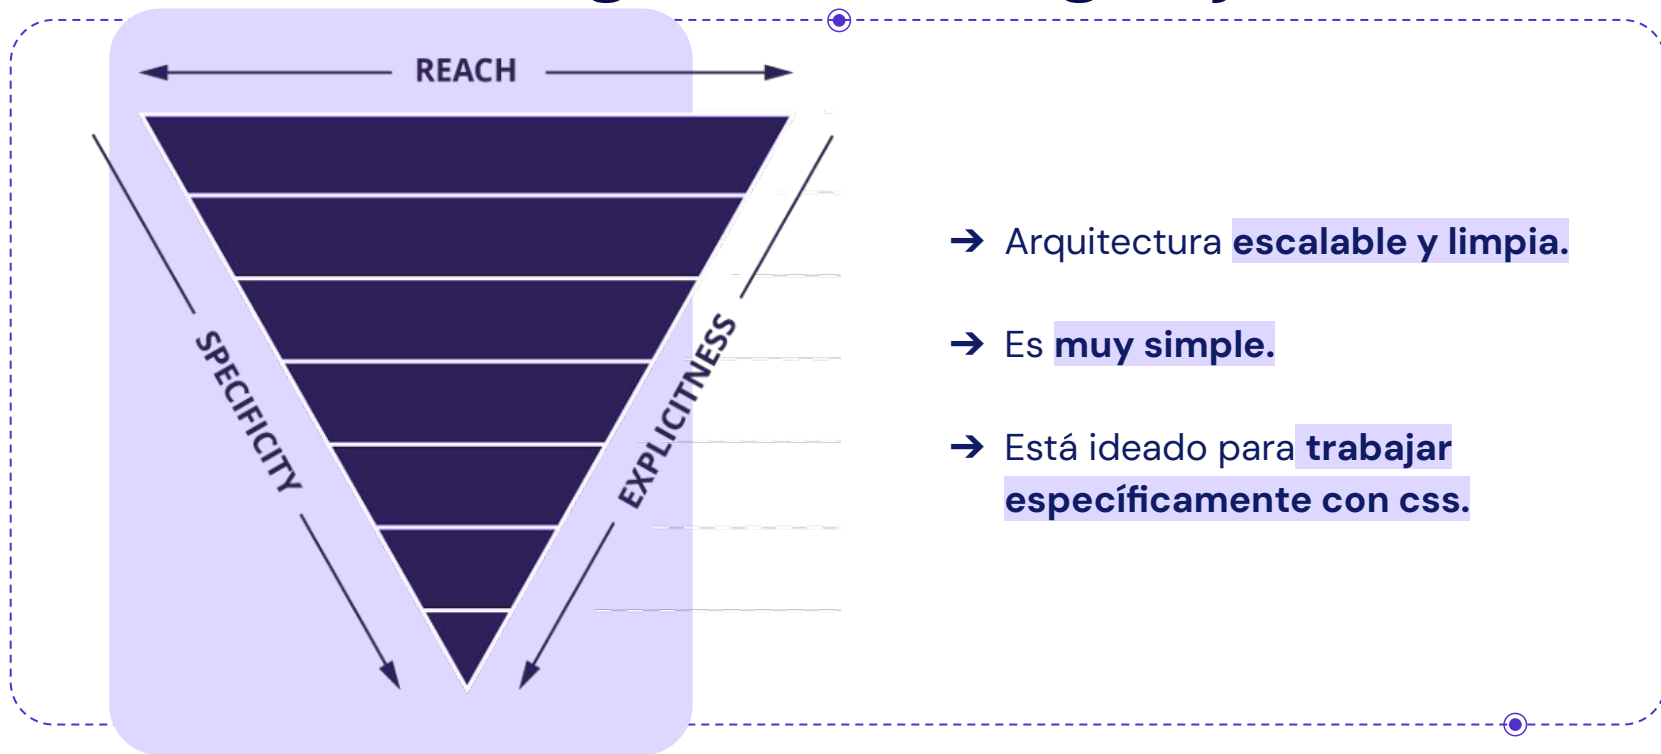 REACH
SPECIFICITY
EXPLICITNESS
➔ Arquitectura escalable y limpia.
➔ Es muy simple.
➔ Está ideado para trabajar
específicamente con css.